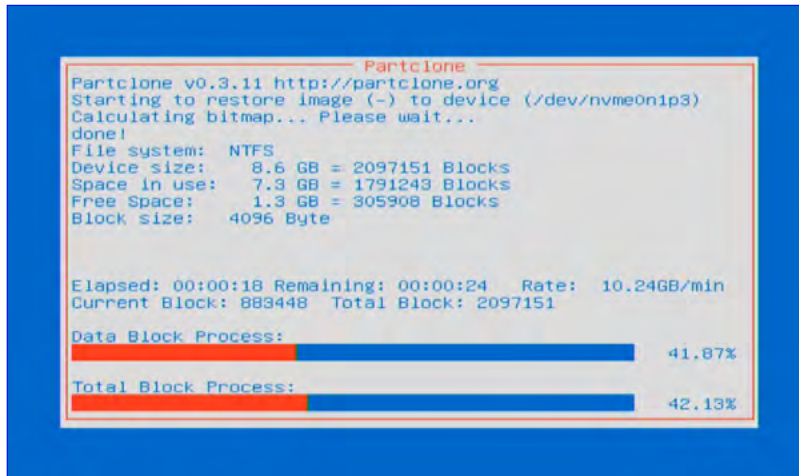 Partclone
Partclone v0.3.11 http://partclone.org
Starting to restore image (-) to device (/dev/nvme0n1p3)
Calculating bitmap... Please wait...
done!
File system: NTFS
Device size: 8.6 GB = 2097151 Blocks
Space in use: 7.3 GB = 1791243 Blocks
Free Space: 1.3 GB = 305908 Blocks
Block size: 4096 Byte
Elapsed: 00:00:18 Remaining: 00:00:24 Rate: 10.24GB/min
Current Block: 883448 Total Block: 2097151
Data Block Process:
41.87%
Total Block Process:
42.13%